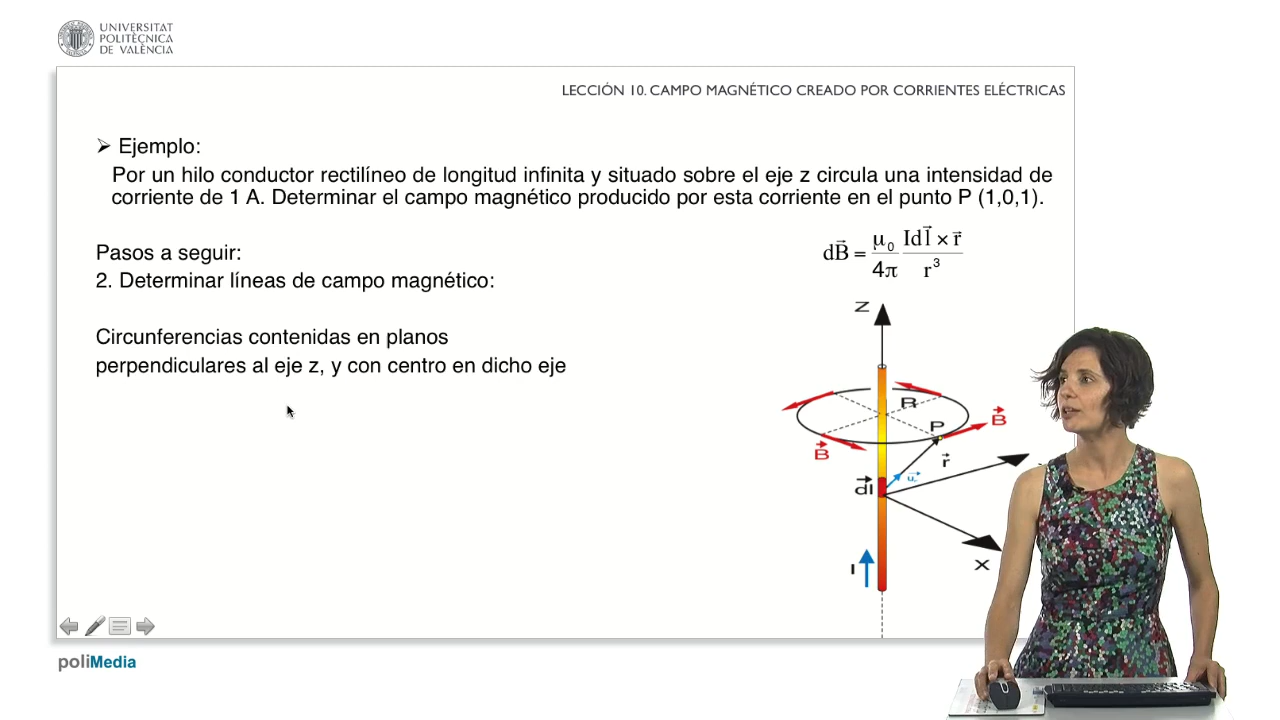 UNIVERSITAT
POLITÈCNICA
DE VALÈNCIA
LECCIÓN 10. CAMPO MAGNÉTICO CREADO POR CORRIENTES ELÉCTRICAS
➢ Ejemplo:
Por un hilo conductor rectilíneo de longitud infinita y situado sobre el eje z circula una intensidad de
corriente de 1 A. Determinar el campo magnético producido por esta corriente en el punto P (1,0,1).
Pasos a seguir:
2. Determinar líneas de campo magnético:
Circunferencias contenidas en planos
perpendiculares al eje z, y con centro en dicho eje
dB⃗ = μ₀/4π Idl⃗ × r⃗ / r³
Z
R
P
B⃗
B⃗
r⃗
dl⃗
I
X
poliMedia